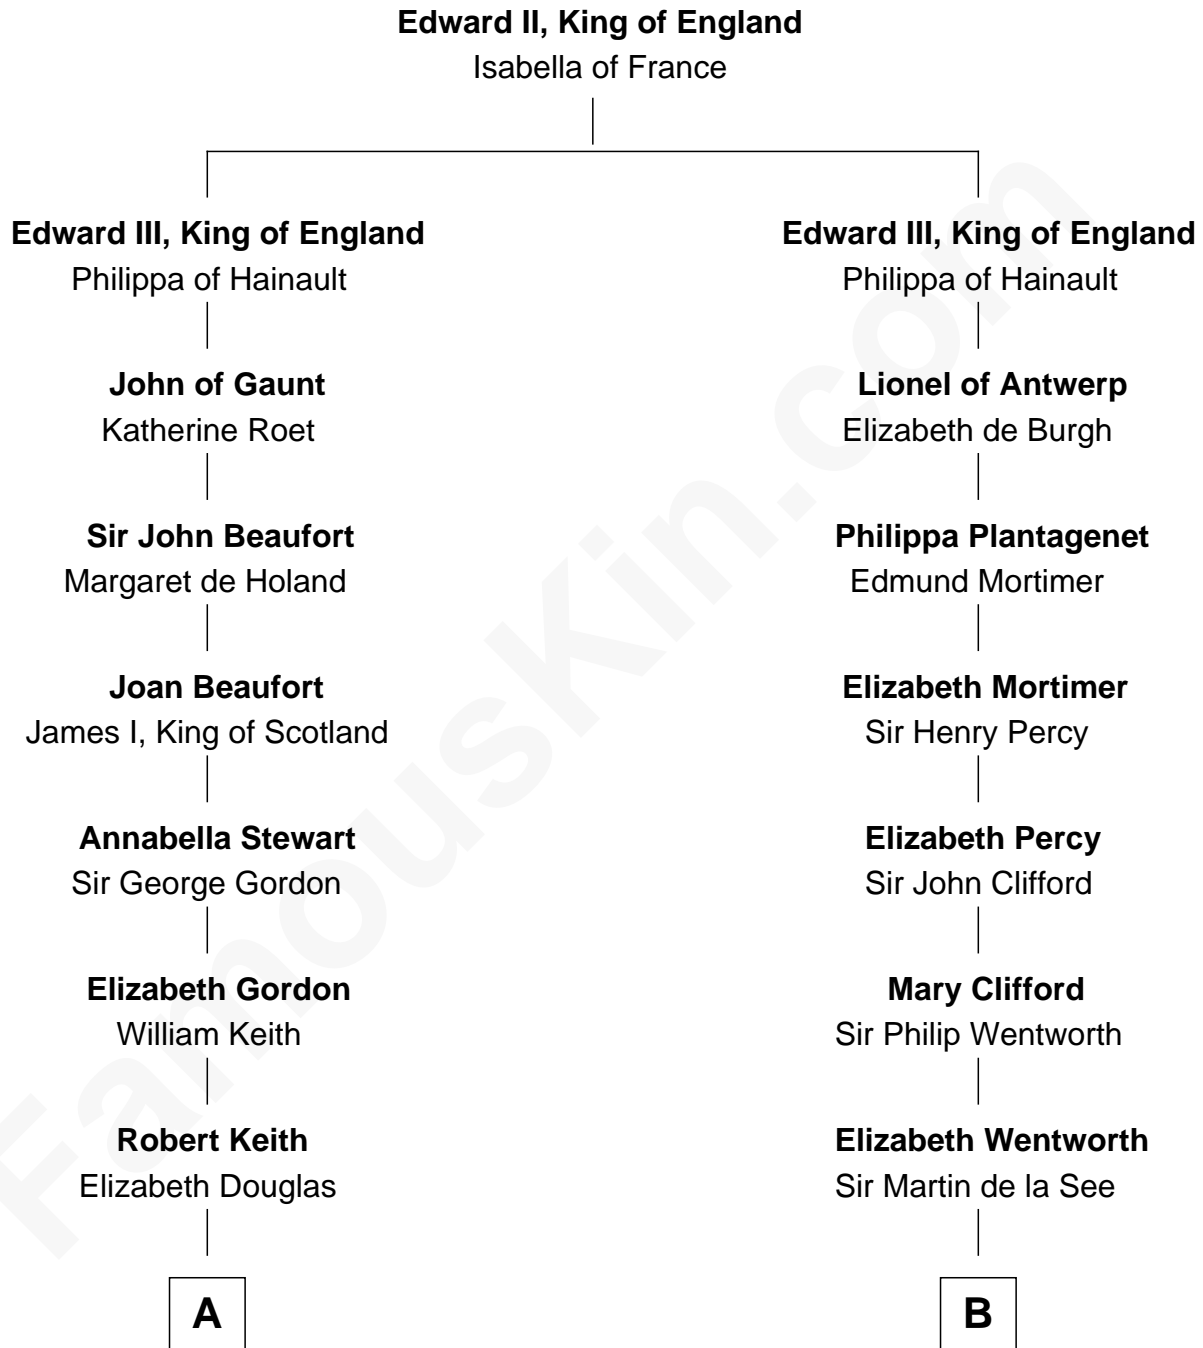 Edward II, King of England
Isabella of France
Edward III, King of England
Philippa of Hainault
John of Gaunt
Katherine Roet
Sir John Beaufort
Margaret de Holand
Joan Beaufort
James I, King of Scotland
Annabella Stewart
Sir George Gordon
Elizabeth Gordon
William Keith
Robert Keith
Elizabeth Douglas
A
Edward III, King of England
Philippa of Hainault
Lionel of Antwerp
Elizabeth de Burgh
Philippa Plantagenet
Edmund Mortimer
Elizabeth Mortimer
Sir Henry Percy
Elizabeth Percy
Sir John Clifford
Mary Clifford
Sir Philip Wentworth
Elizabeth Wentworth
Sir Martin de la See
B
FamousKin.com